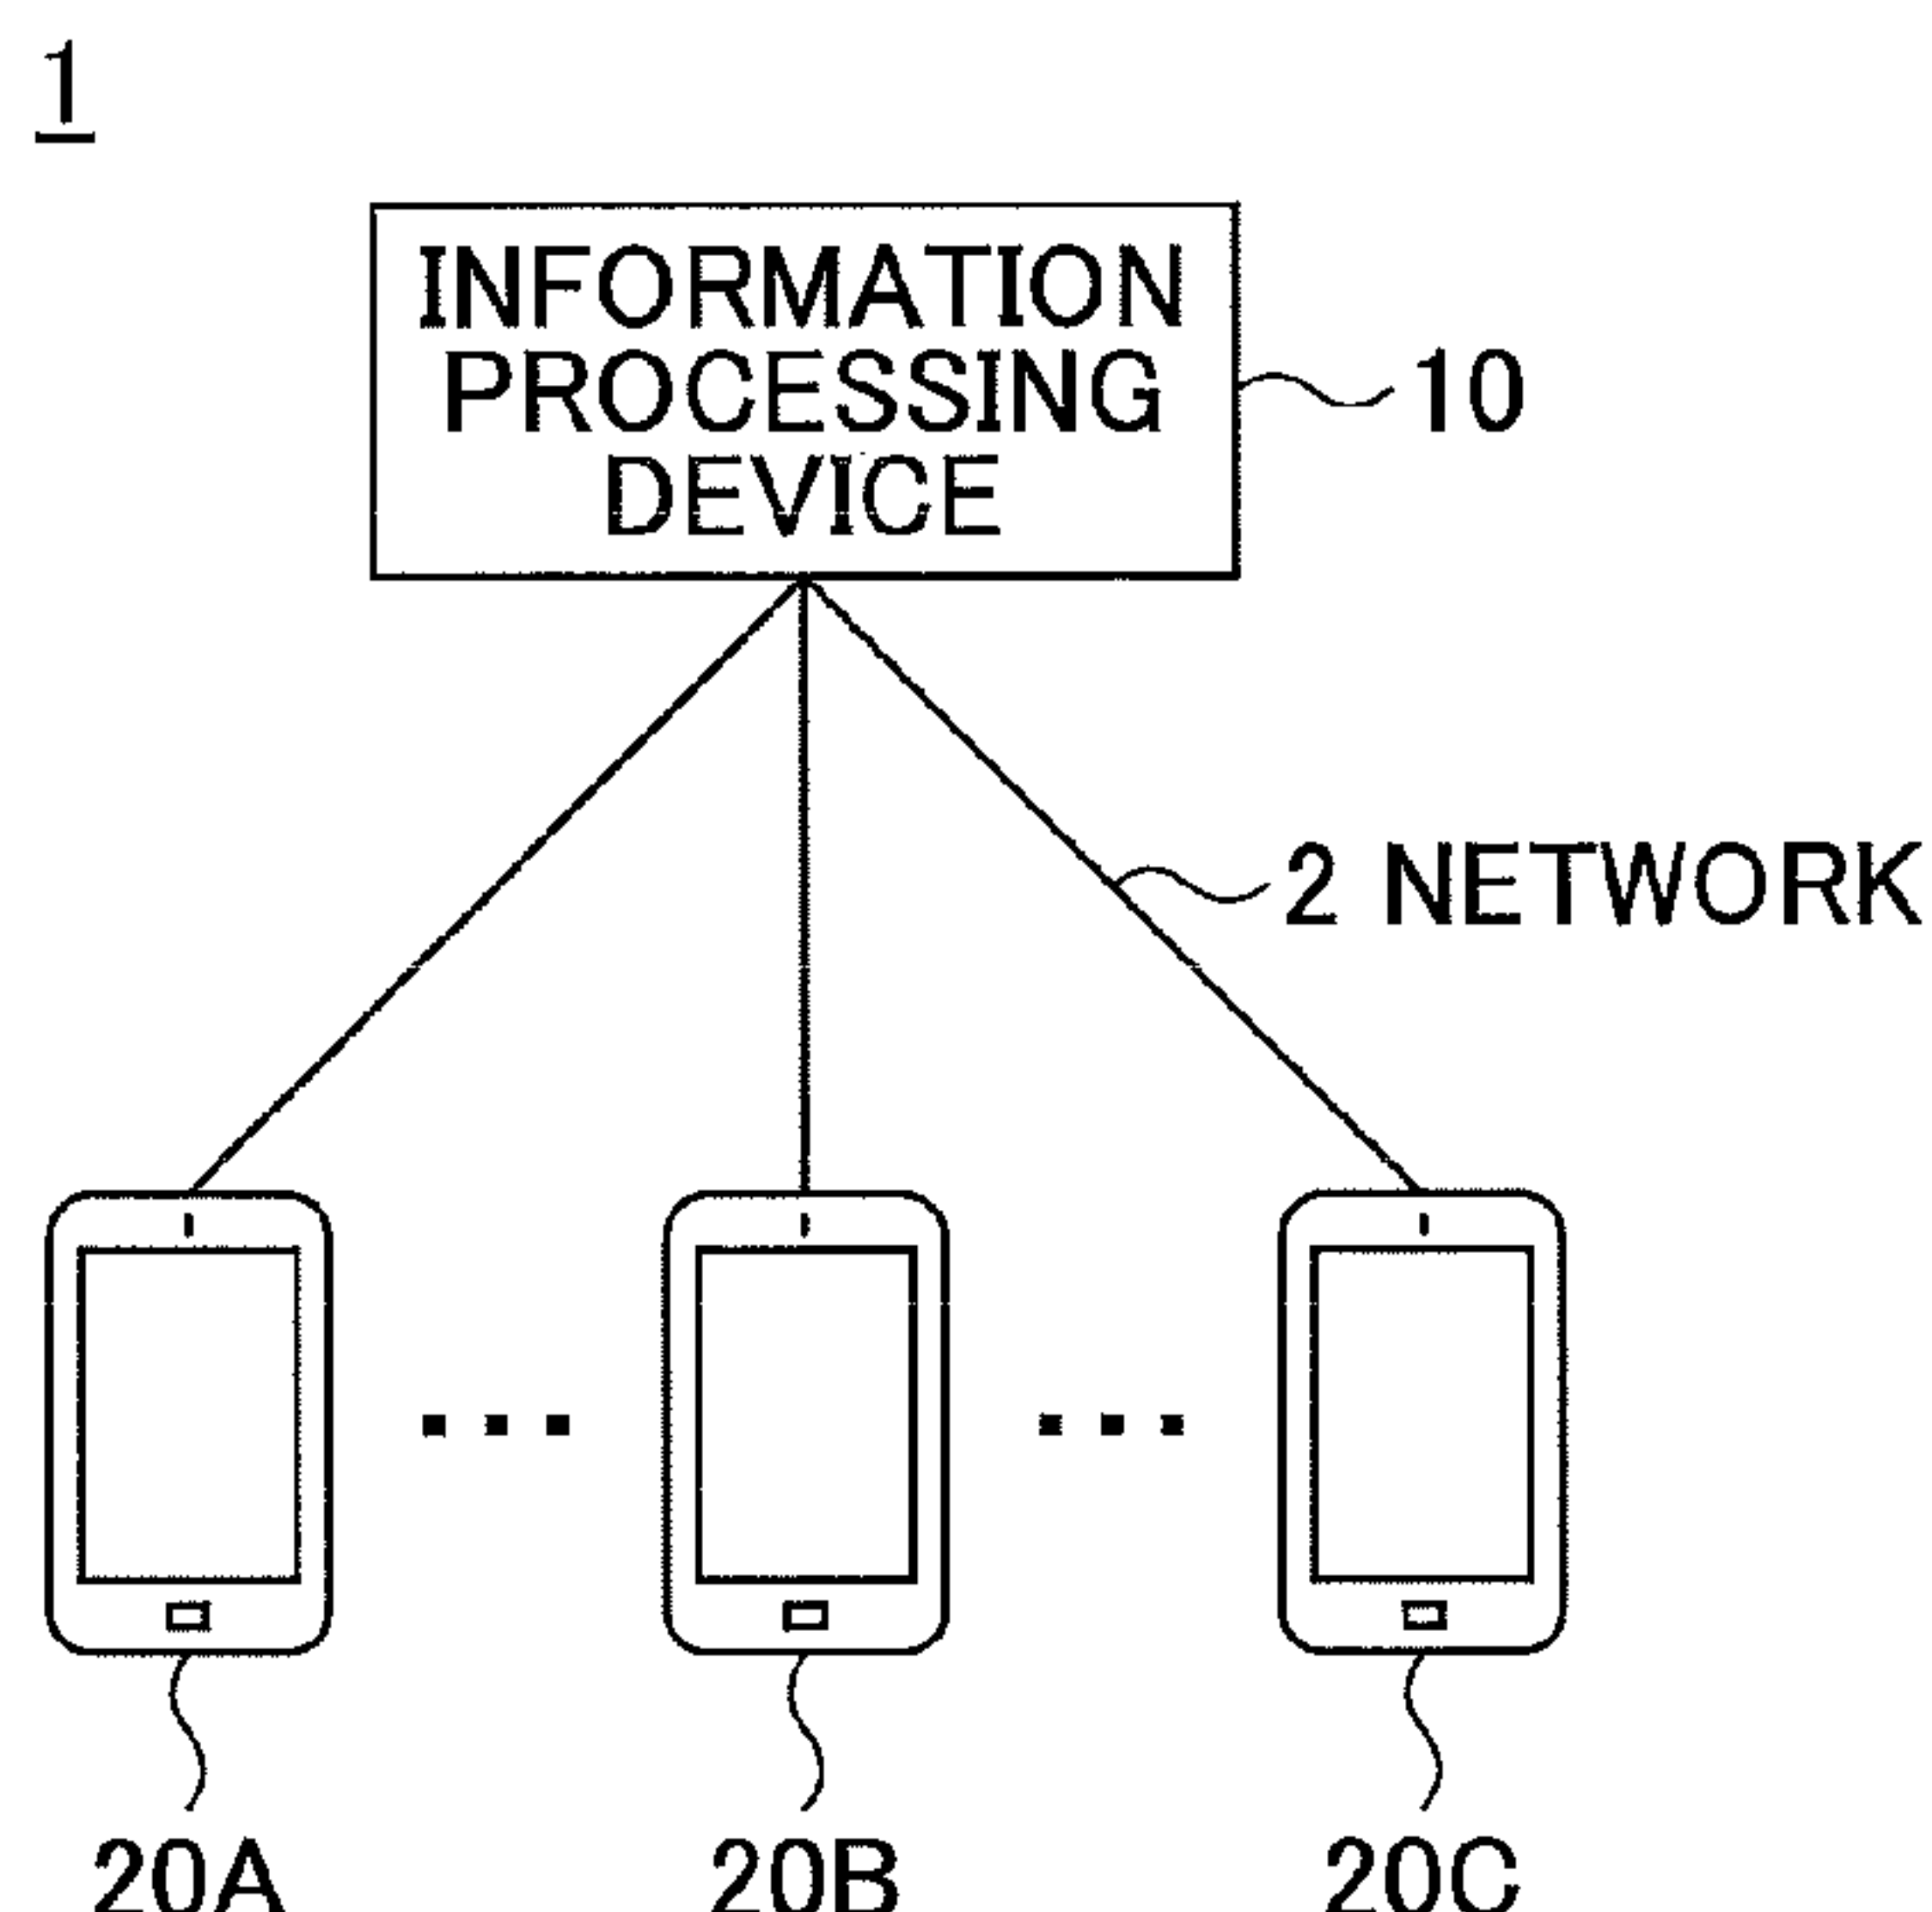 1
INFORMATION
PROCESSING
DEVICE
10
2 NETWORK
20A
20B
20C